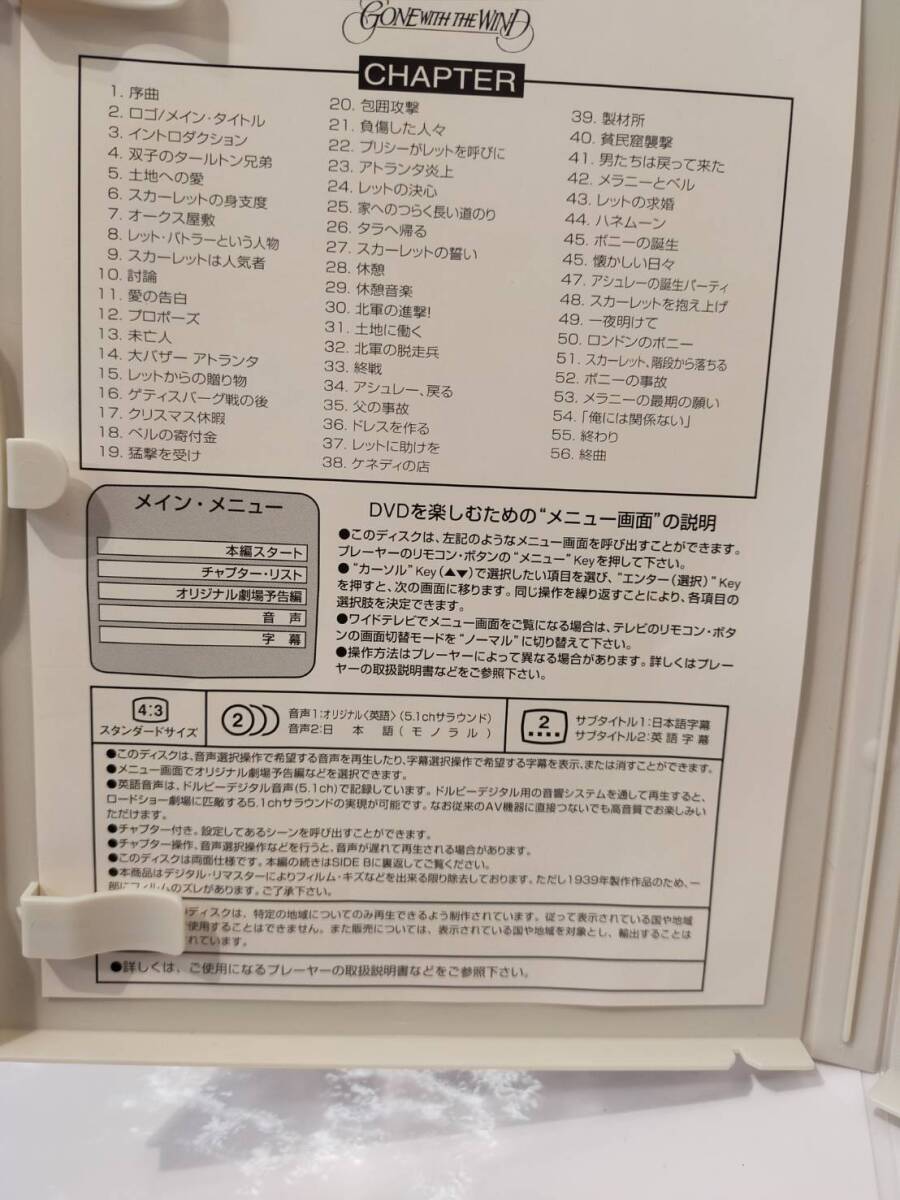 GONE WITH THE WIND
CHAPTER
1. 序曲
2. ロゴ/メイン・タイトル
3. イントロダクション
4. 双子のタールトン兄弟
5. 土地への愛
6. スカーレットの身支度
7. オークス屋敷
8. レット・バトラーという人物
9. スカーレットは人気者
10. 討論
11. 愛の告白
12. プロポーズ
13. 未亡人
14. 大バザー アトランタ
15. レットからの贈り物
16. ゲティスバーグ戦の後
17. クリスマス休暇
18. ベルの寄付金
19. 猛撃を受け
20. 包囲攻撃
21. 負傷した人々
22. プリシーがレットを呼びに
23. アトランタ炎上
24. レットの決心
25. 家へのつらく長い道のり
26. タラへ帰る
27. スカーレットの誓い
28. 休憩
29. 休憩音楽
30. 北軍の進撃!
31. 土地に働く
32. 北軍の脱走兵
33. 終戦
34. アシュレー、戻る
35. 父の事故
36. ドレスを作る
37. レットに助けを
38. ケネディの店
39. 製材所
40. 貧民窟襲撃
41. 男たちは戻って来た
42. メラニーとベル
43. レットの求婚
44. ハネムーン
45. ボニーの誕生
45. 懐かしい日々
47. アシュレーの誕生パーティ
48. スカーレットを抱え上げ
49. 一夜明けて
50. ロンドンのボニー
51. スカーレット、階段から落ちる
52. ボニーの事故
53. メラニーの最期の願い
54. 「俺には関係ない」
55. 終わり
56. 終曲
メイン・メニュー
本編スタート
チャプター・リスト
オリジナル劇場予告編
音声
字幕
DVDを楽しむための“メニュー画面”の説明
●このディスクは、左記のようなメニュー画面を呼び出すことができます。
プレーヤーのリモコン・ボタンの“メニュー”Keyを押して下さい。
●“カーソル”Key(▲▼)で選択したい項目を選び、“エンター(選択)”Key
を押すと、次の画面に移ります。同じ操作を繰り返すことにより、各項目の
選択肢を決定できます。
●ワイドテレビでメニュー画面をご覧になる場合は、テレビのリモコン・ボタ
ンの画面切替モードを“ノーマル”に切り替えて下さい。
●操作方法はプレーヤーによって異なる場合があります。詳しくはプレー
ヤーの取扱説明書などをご参照下さい。
4:3
スタンダードサイズ
2
音声1:オリジナル〈英語〉(5.1chサラウンド)
音声2:日本語(モノラル)
2
サブタイトル1:日本語字幕
サブタイトル2:英語字幕
●このディスクは、音声選択操作で希望する音声を再生したり、字幕選択操作で希望する字幕を表示、または消すことができます。
●メニュー画面でオリジナル劇場予告編などを選択できます。
●英語音声は、ドルビーデジタル音声(5.1ch)で記録しています。ドルビーデジタル用の音響システムを通して再生すると、
ロードショー劇場に匹敵する5.1chサラウンドの実現が可能です。なお従来のAV機器に直接つないでも高音質でお楽しみい
ただけます。
●チャプター付き。設定してあるシーンを呼び出すことができます。
●チャプター操作、音声選択操作などを行うと、音声が遅れて再生される場合があります。
●このディスクは両面仕様です。本編の続きはSIDE Bに裏返してご覧ください。
●本商品はデジタル・リマスターによりフィルム・キズなどを出来る限り除去しております。ただし1939年製作作品のため、一
部にフィルムのズレがあります。ご了承下さい。
ディスクは、特定の地域についてのみ再生できるよう制作されています。従って表示されている国や地域
使用することはできません。また販売については、表示されている国や地域を対象とし、輸出することは
されています。
●詳しくは、ご使用になるプレーヤーの取扱説明書などをご参照下さい。